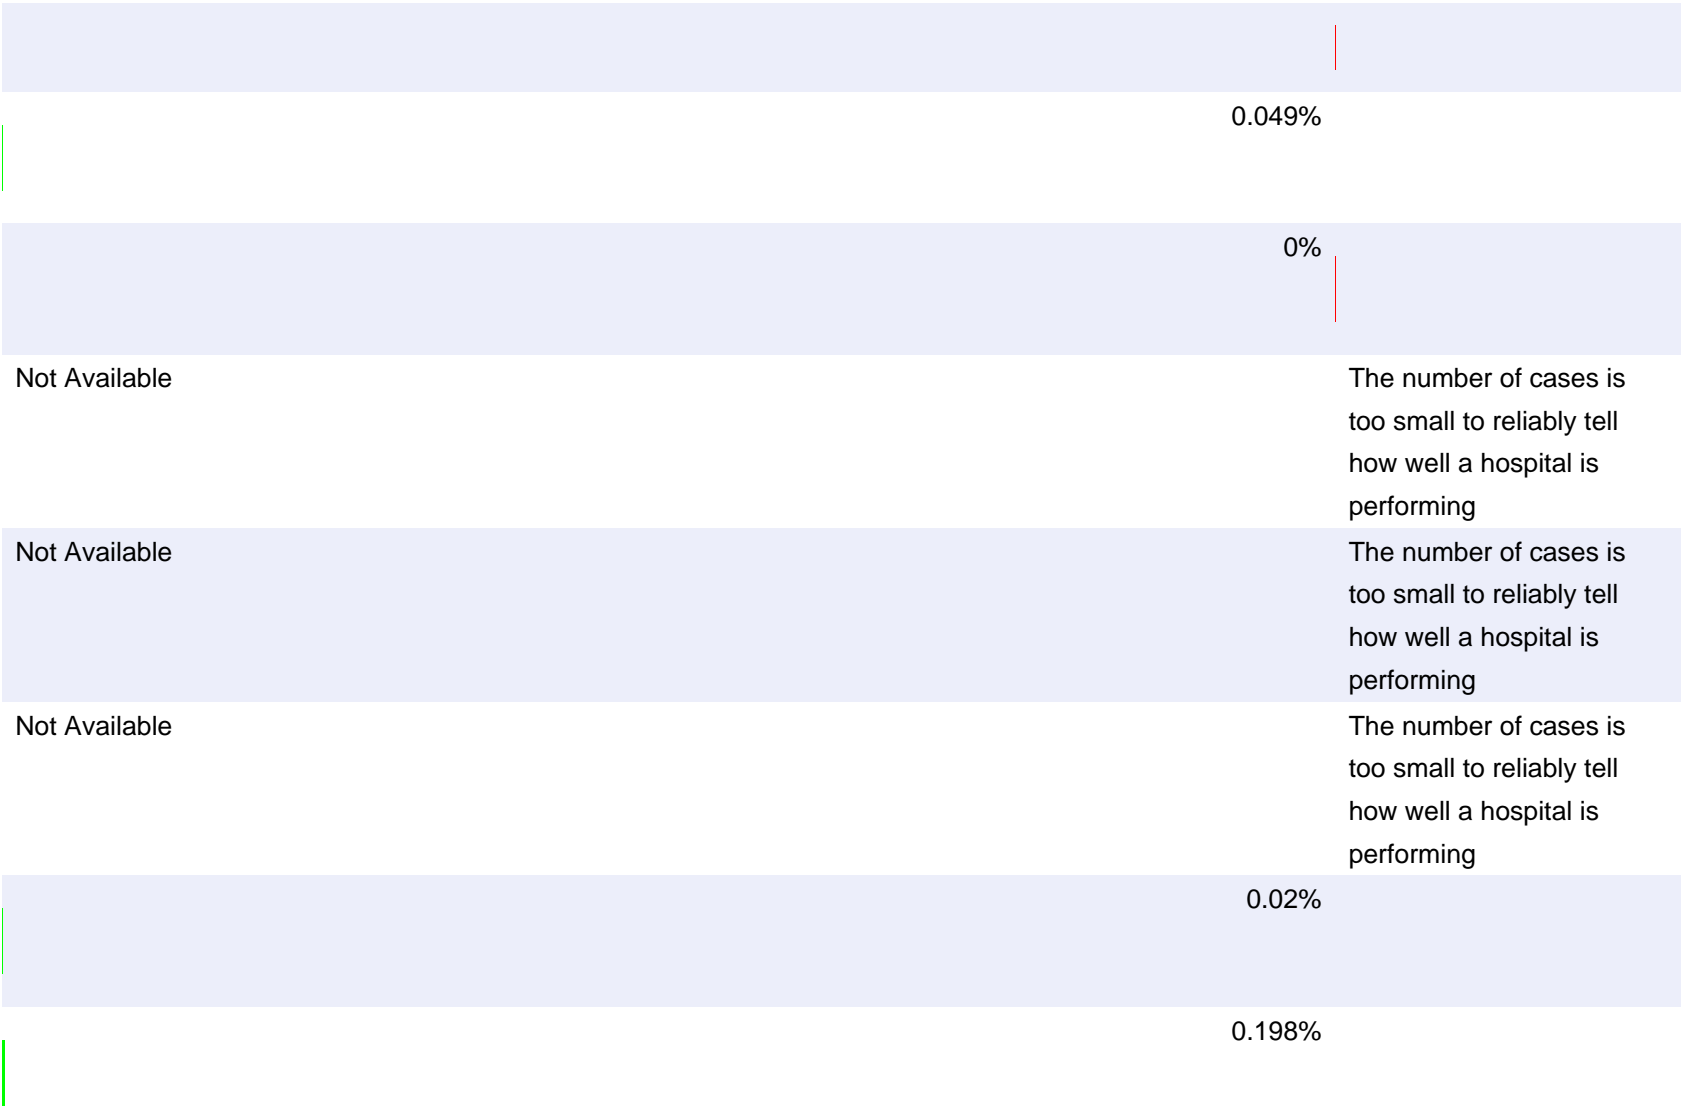 0.049%
0%
Not Available
The number of cases is
too small to reliably tell
how well a hospital is
performing
Not Available
The number of cases is
too small to reliably tell
how well a hospital is
performing
Not Available
The number of cases is
too small to reliably tell
how well a hospital is
performing
0.02%
0.198%